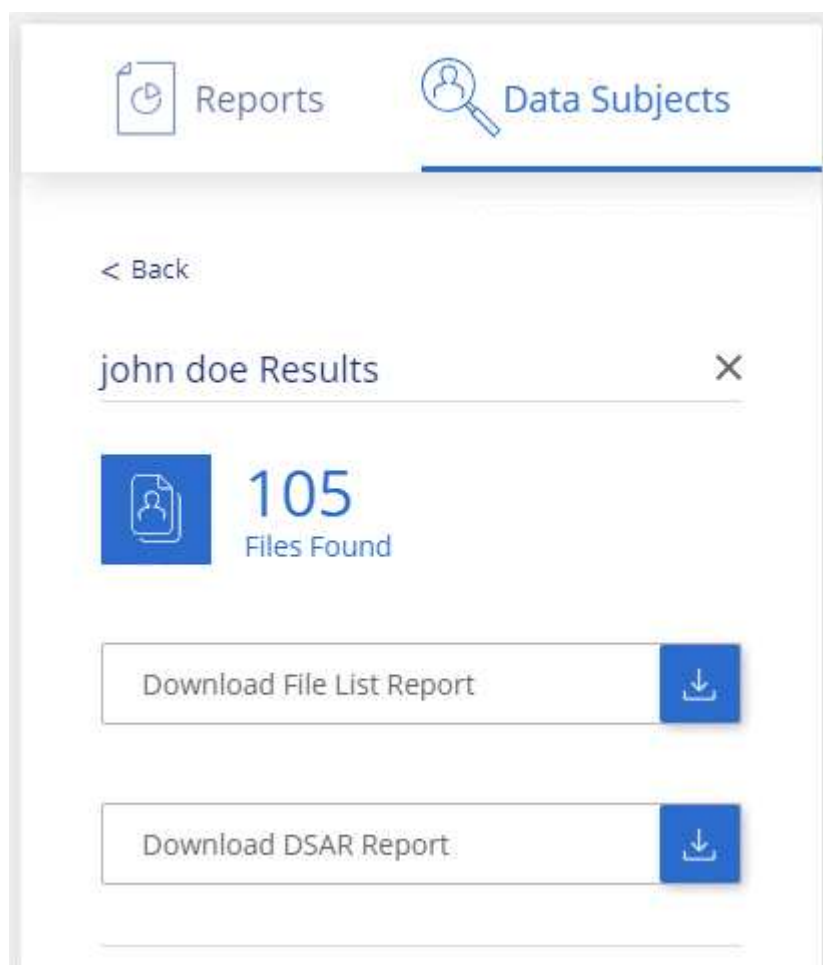 Reports
Data Subjects
< Back
john doe Results
105
Files Found
Download File List Report
Download DSAR Report